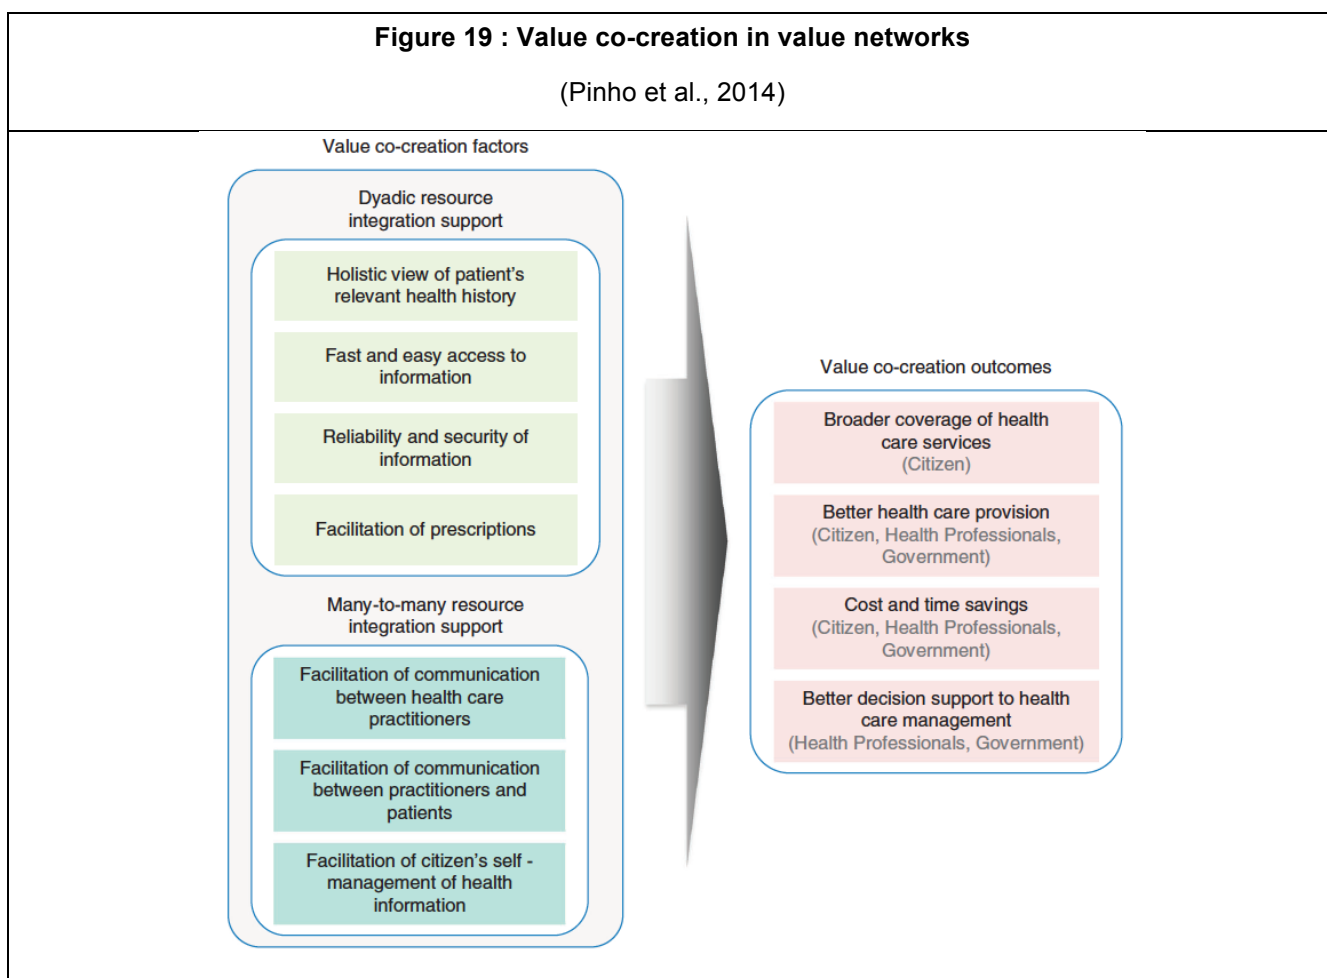 Figure 19 : Value co-creation in value networks
(Pinho et al., 2014)
Value co-creation factors
Dyadic resource
integration support
Holistic view of patient's
relevant health history
Fast and easy access to
information
Reliability and security of
information
Facilitation of prescriptions
Many-to-many resource
integration support
Facilitation of communication
between health care
practitioners
Facilitation of communication
between practitioners and
patients
Facilitation of citizen's self -
management of health
information
Value co-creation outcomes
Broader coverage of health
care services
(Citizen)
Better health care provision
(Citizen, Health Professionals,
Government)
Cost and time savings
(Citizen, Health Professionals,
Government)
Better decision support to health
care management
(Health Professionals, Government)